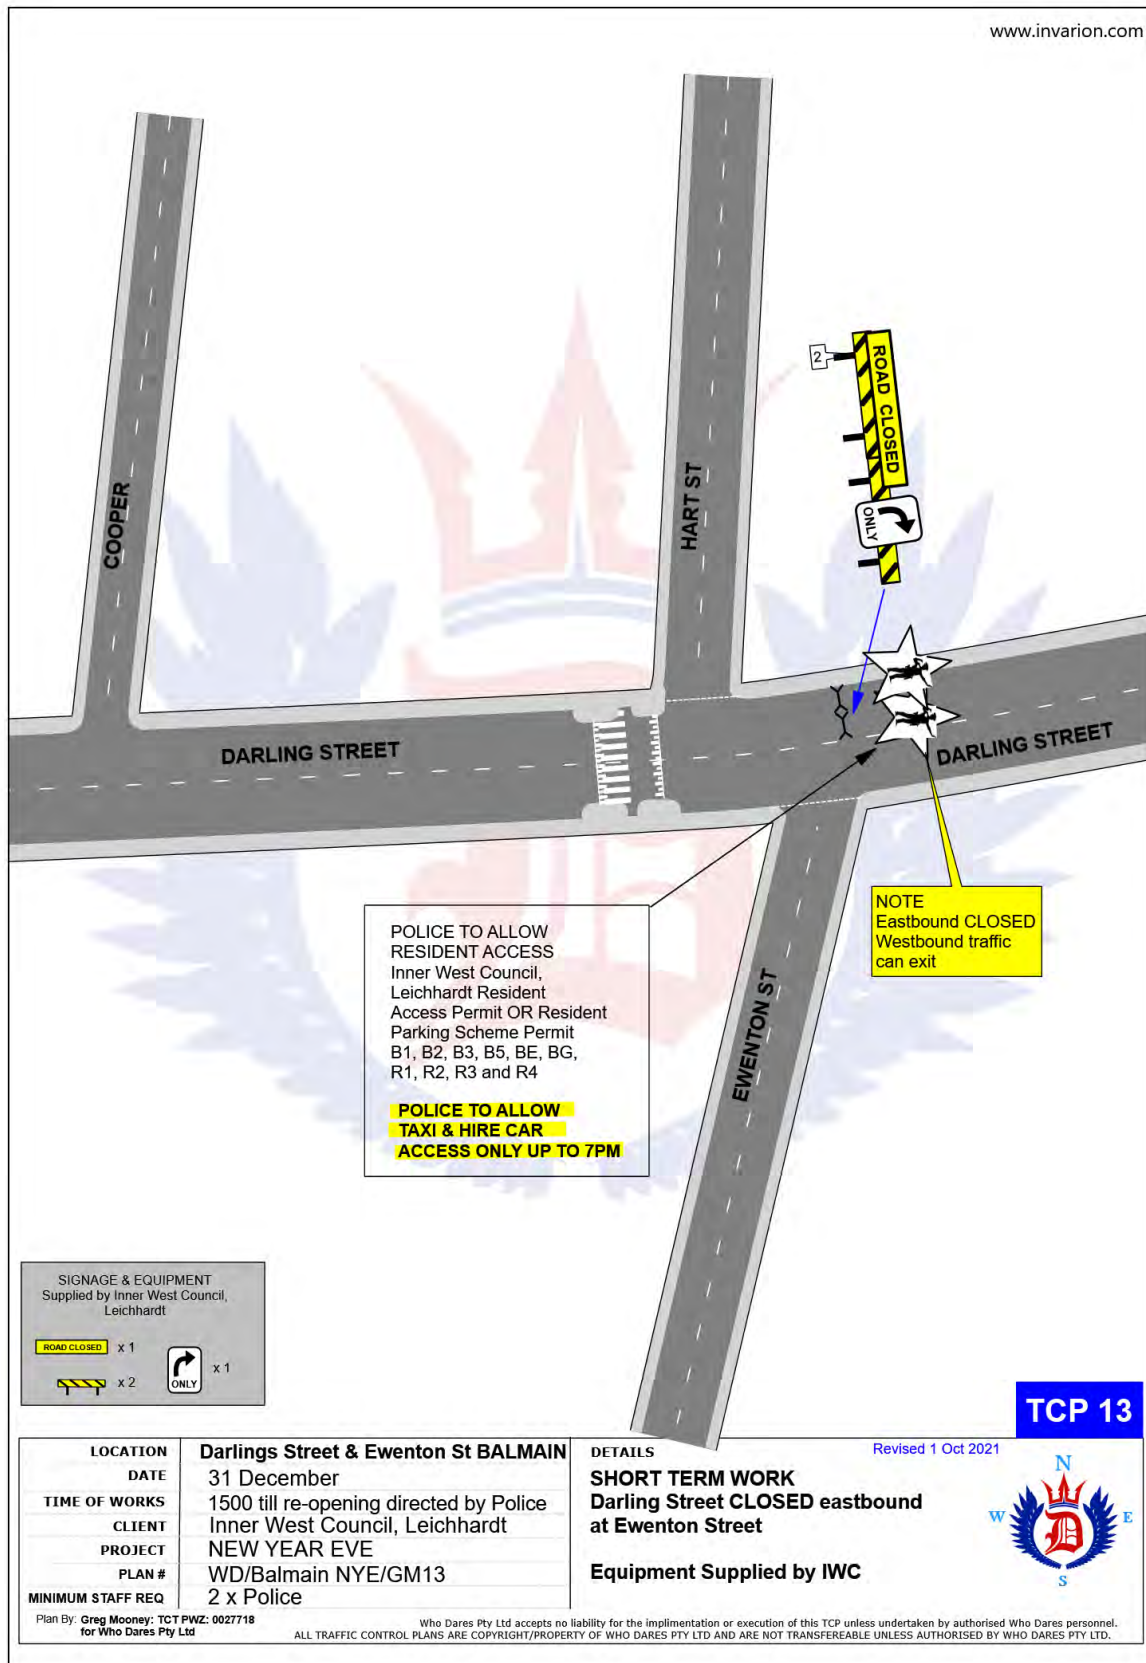 www.invarion.com
2
ROAD CLOSED
ONLY
COOPER
HART ST
DARLING STREET
DARLING STREET
NOTE
Eastbound CLOSED
Westbound traffic
can exit
POLICE TO ALLOW
RESIDENT ACCESS
Inner West Council,
Leichhardt Resident
Access Permit OR Resident
Parking Scheme Permit
B1, B2, B3, B5, BE, BG,
R1, R2, R3 and R4
POLICE TO ALLOW
TAXI & HIRE CAR
ACCESS ONLY UP TO 7PM
EWENTON ST
SIGNAGE & EQUIPMENT
Supplied by Inner West Council,
Leichhardt
ROAD CLOSED x 1
x 2
ONLY
x 1
TCP 13
LOCATION Darlings Street & Ewenton St BALMAIN
DATE 31 December
TIME OF WORKS 1500 till re-opening directed by Police
CLIENT Inner West Council, Leichhardt
PROJECT NEW YEAR EVE
PLAN # WD/Balmain NYE/GM13
MINIMUM STAFF REQ 2 x Police
DETAILS
Revised 1 Oct 2021
SHORT TERM WORK
Darling Street CLOSED eastbound
at Ewenton Street
Equipment Supplied by IWC
N
W
E
S
D
Plan By: Greg Mooney: TCT PWZ: 0027718
for Who Dares Pty Ltd
Who Dares Pty Ltd accepts no liability for the implimentation or execution of this TCP unless undertaken by authorised Who Dares personnel.
ALL TRAFFIC CONTROL PLANS ARE COPYRIGHT/PROPERTY OF WHO DARES PTY LTD AND ARE NOT TRANSFEREABLE UNLESS AUTHORISED BY WHO DARES PTY LTD.